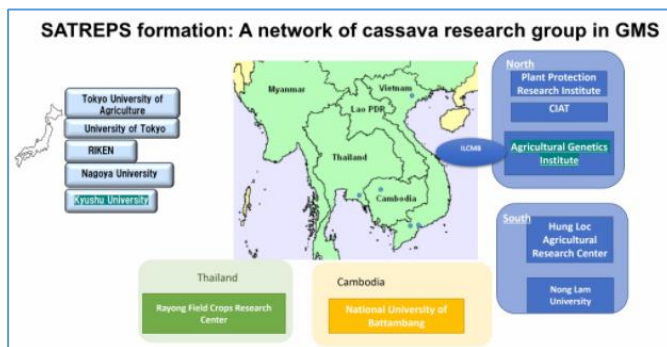 SATREPS formation: A network of cassava research group in GMS
Tokyo University of
Agriculture
University of Tokyo
RIKEN
Nagoya University
Kyushu University
Myanmar
Vietnam
Lao PDR
Thailand
Cambodia
North
Plant Protection
Research Institute
CIAT
ILCMB
Agricultural Genetics
Institute
South
Hung Loc
Agricultural
Research Center
Nong Lam
University
Thailand
Rayong Field Crops Research
Center
Cambodia
National University of
Battambang